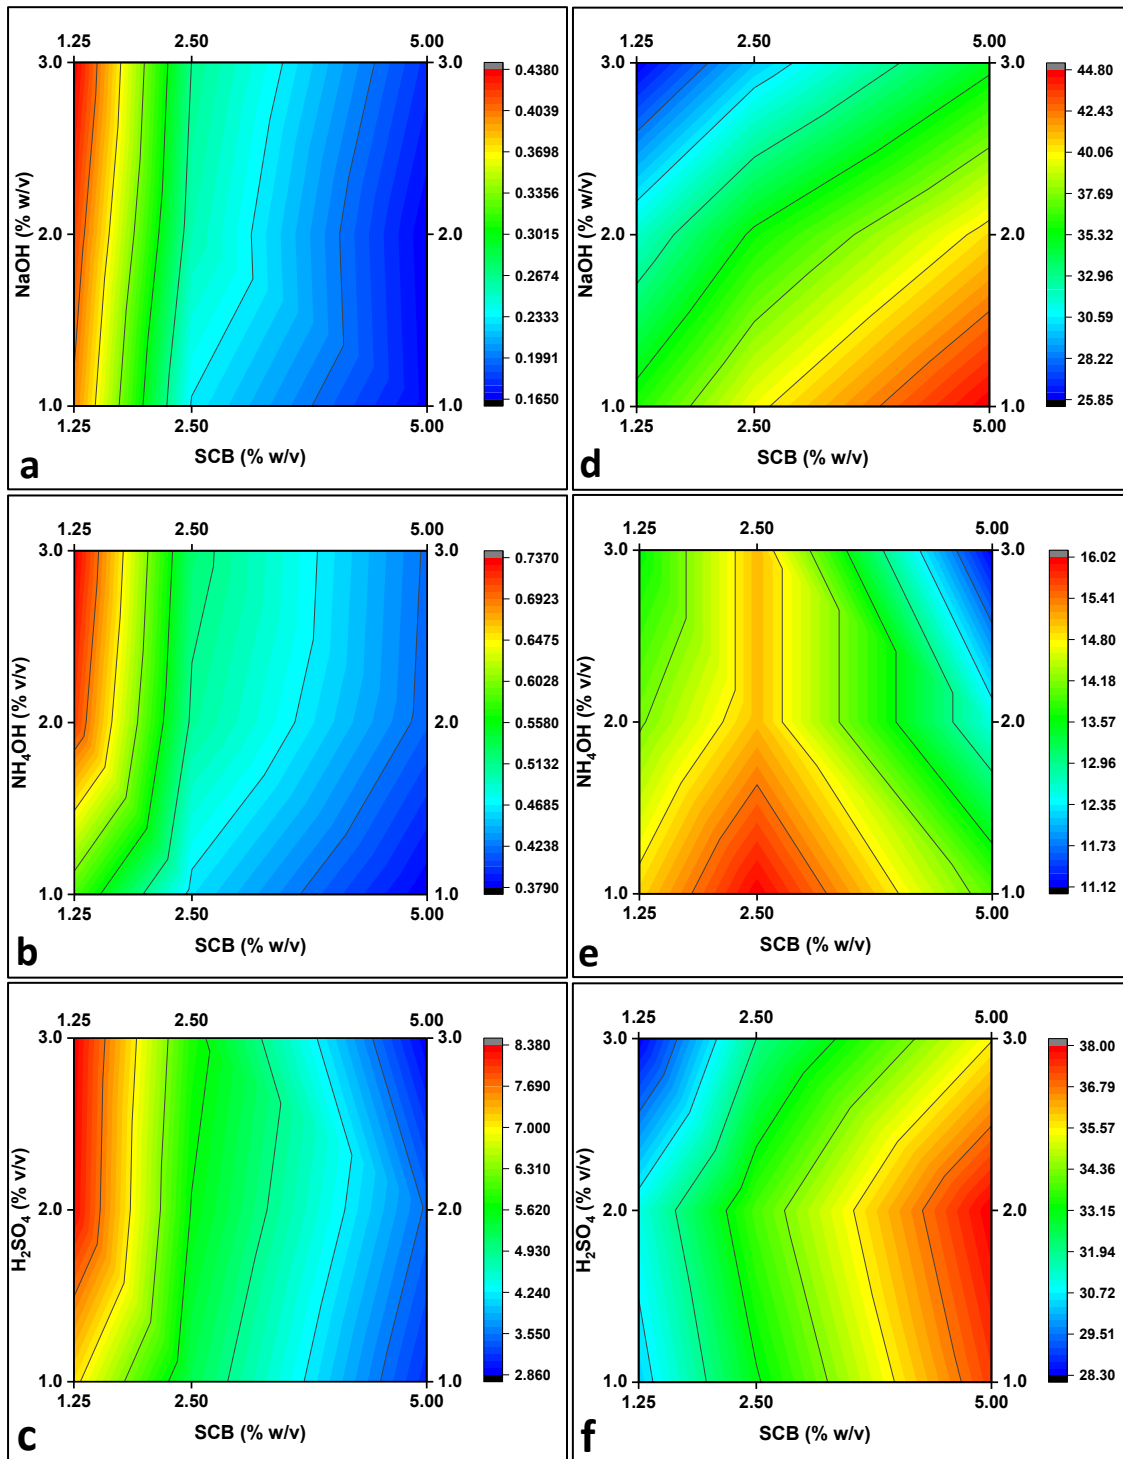 1.25 2.50 5.00
3.0 3.0
2.0 2.0
1.0 1.0
1.25 2.50 5.00
NaOH (% w/v)
SCB (% w/v)
0.4380
0.4039
0.3698
0.3356
0.3015
0.2674
0.2333
0.1991
0.1650
a
1.25 2.50 5.00
3.0 3.0
2.0 2.0
1.0 1.0
1.25 2.50 5.00
NaOH (% w/v)
SCB (% w/v)
44.80
42.43
40.06
37.69
35.32
32.96
30.59
28.22
25.85
d
1.25 2.50 5.00
3.0 3.0
2.0 2.0
1.0 1.0
1.25 2.50 5.00
NH₄OH (% v/v)
SCB (% w/v)
0.7370
0.6923
0.6475
0.6028
0.5580
0.5132
0.4685
0.4238
0.3790
b
1.25 2.50 5.00
3.0 3.0
2.0 2.0
1.0 1.0
1.25 2.50 5.00
NH₄OH (% v/v)
SCB (% w/v)
16.02
15.41
14.80
14.18
13.57
12.96
12.35
11.73
11.12
e
1.25 2.50 5.00
3.0 3.0
2.0 2.0
1.0 1.0
1.25 2.50 5.00
H₂SO₄ (% v/v)
SCB (% w/v)
8.380
7.690
7.000
6.310
5.620
4.930
4.240
3.550
2.860
c
1.25 2.50 5.00
3.0 3.0
2.0 2.0
1.0 1.0
1.25 2.50 5.00
H₂SO₄ (% v/v)
SCB (% w/v)
38.00
36.79
35.57
34.36
33.15
31.94
30.72
29.51
28.30
f